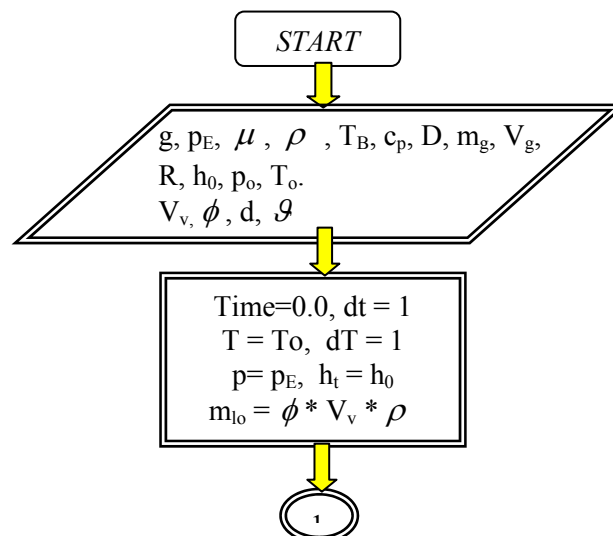 START
g, pE, μ , ρ , TB, cp, D, mg, Vg,
R, h0, po, To.
Vv, ϕ , d, ϑ
Time=0.0, dt = 1
T = To, dT = 1
p= pE, ht = h0
mlo = ϕ * Vv * ρ
1